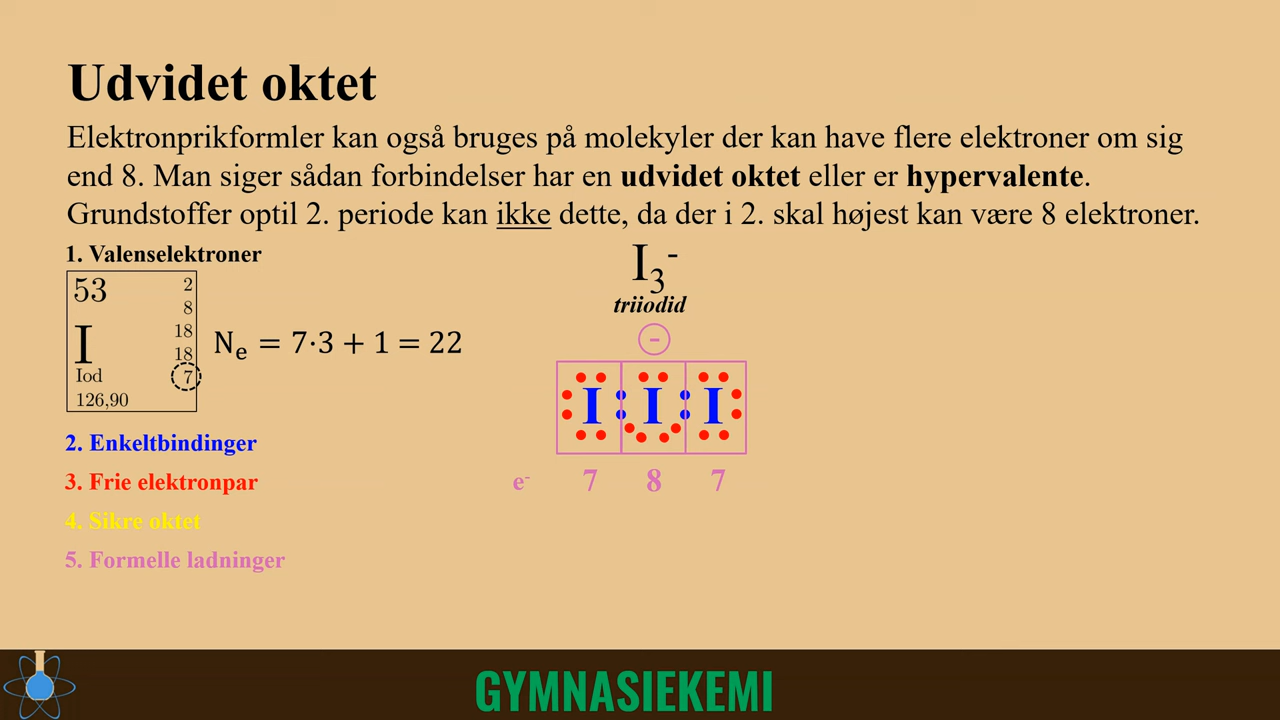 Udvidet oktet
Elektronprikformler kan også bruges på molekyler der kan have flere elektroner om sig
end 8. Man siger sådan forbindelser har en udvidet oktet eller er hypervalente.
Grundstoffer optil 2. periode kan ikke dette, da der i 2. skal højest kan være 8 elektroner.
1. Valenselektroner
53 2
8
I 18
18
Iod 7
126,90
Nₑ = 7·3 + 1 = 22
I₃⁻
triiodid
-
I I I
e⁻ 7 8 7
2. Enkeltbindinger
3. Frie elektronpar
4. Sikre oktet
5. Formelle ladninger
GYMNASIEKEMI